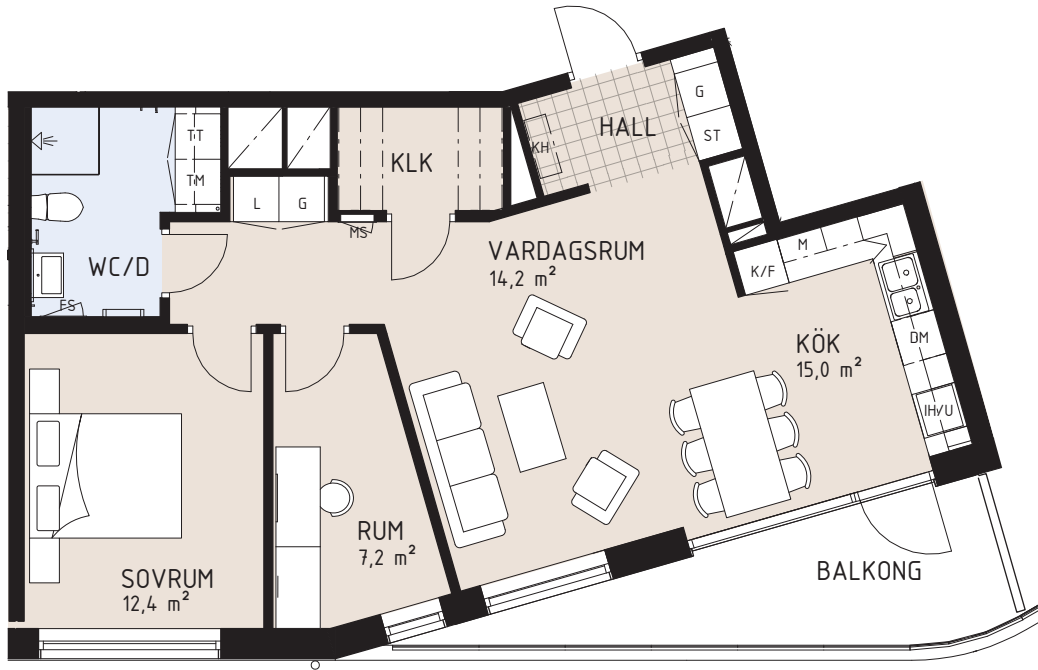 G
HALL
ST
KH
TT
TM
KLK
L
G
MS
VARDAGSRUM
14,2 m²
M
K/F
WC/D
FS
DM
KÖK
15,0 m²
IH/U
RUM
7,2 m²
SOVRUM
12,4 m²
BALKONG